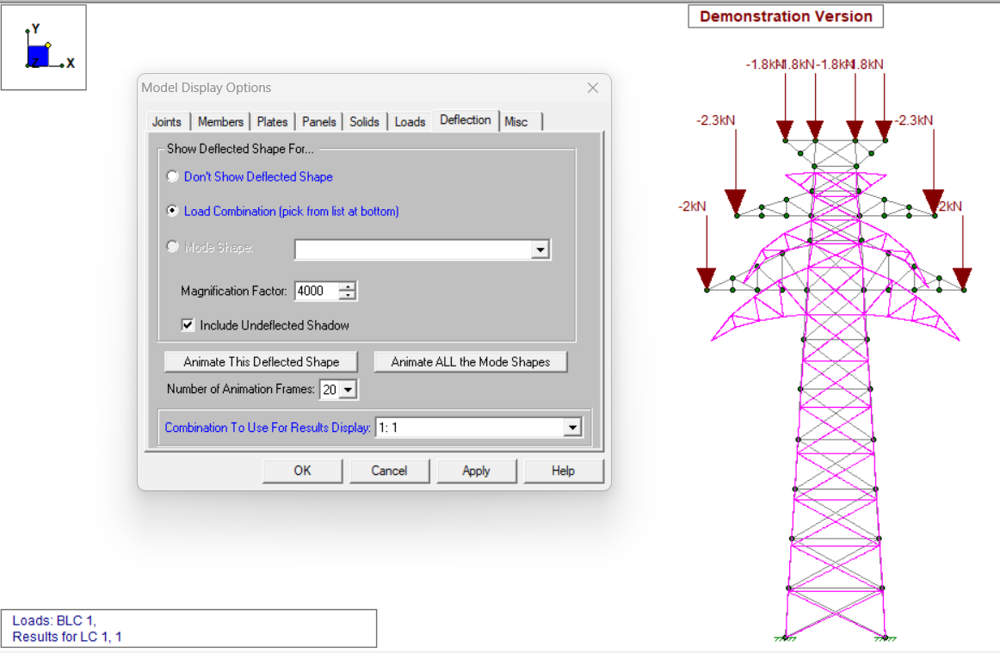 Y
Z
X
Demonstration Version
-1.8kN -1.8kN -1.8kN -1.8kN
-2.3kN
-2.3kN
-2kN
-2kN
Model Display Options
Joints Members Plates Panels Solids Loads Deflection Misc
Show Deflected Shape For...
Don't Show Deflected Shape
Load Combination (pick from list at bottom)
Mode Shape:
Magnification Factor: 4000
Include Undeflected Shadow
Animate This Deflected Shape Animate ALL the Mode Shapes
Number of Animation Frames: 20
Combination To Use For Results Display: 1: 1
OK Cancel Apply Help
Loads: BLC 1,
Results for LC 1, 1